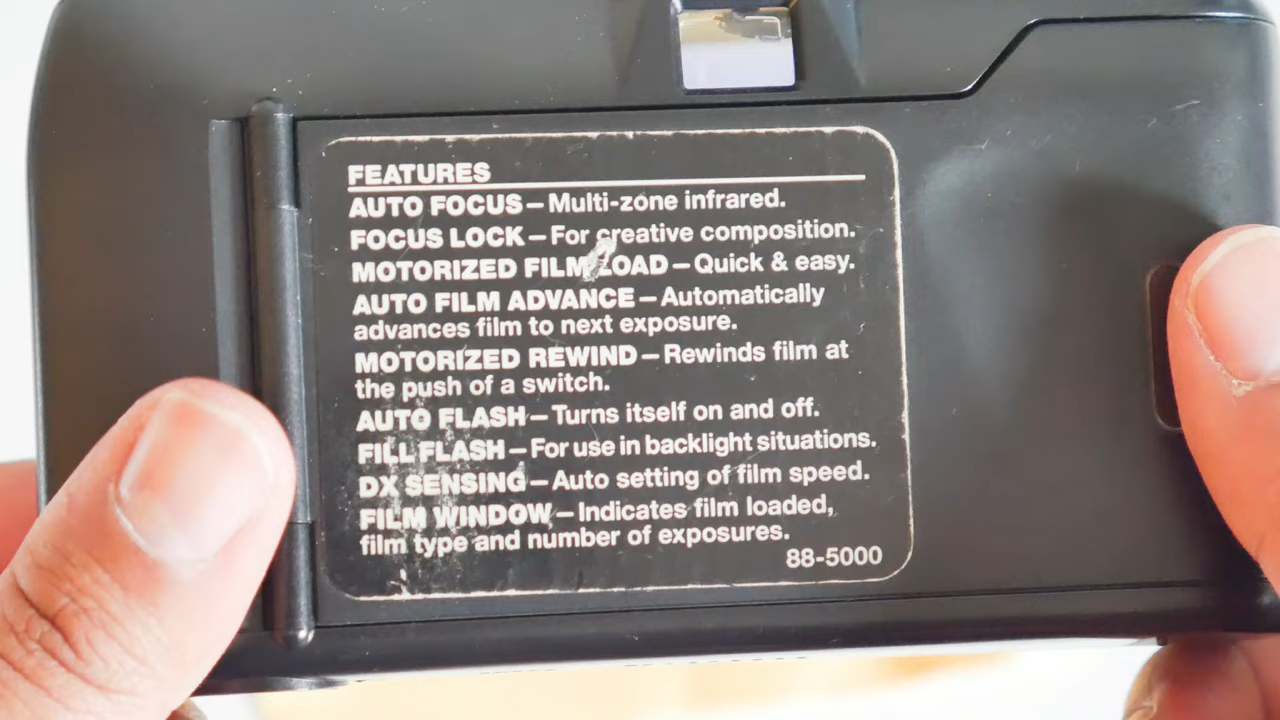 FEATURES
AUTO FOCUS – Multi-zone infrared.
FOCUS LOCK – For creative composition.
MOTORIZED FILM LOAD – Quick & easy.
AUTO FILM ADVANCE – Automatically
advances film to next exposure.
MOTORIZED REWIND – Rewinds film at
the push of a switch.
AUTO FLASH – Turns itself on and off.
FILL FLASH – For use in backlight situations.
DX SENSING – Auto setting of film speed.
FILM WINDOW – Indicates film loaded,
film type and number of exposures.
88-5000